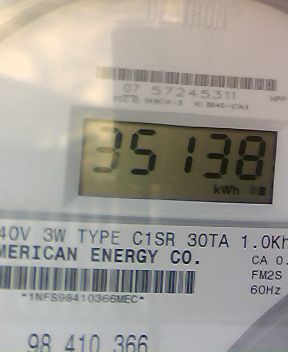 CENTRON
07 57245311
35138
kWh
40V 3W TYPE C1SR 30TA 1.0Kh
MERICAN ENERGY CO.
CA 0.
FM2S
60Hz
*1NFS98410366MEC*
98 410 366